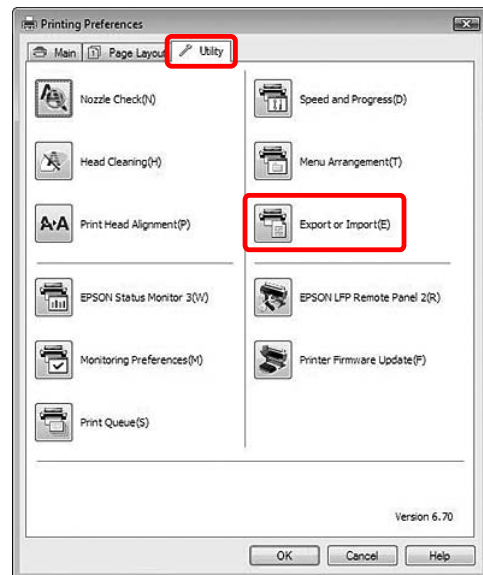 Printing Preferences
Main
Page Layout
Utility
Nozzle Check(N)
Speed and Progress(D)
Head Cleaning(H)
Menu Arrangement(T)
Print Head Alignment(P)
Export or Import(E)
EPSON Status Monitor 3(W)
EPSON LFP Remote Panel 2(R)
Monitoring Preferences(M)
Printer Firmware Update(F)
Print Queue(S)
Version 6.70
OK
Cancel
Help